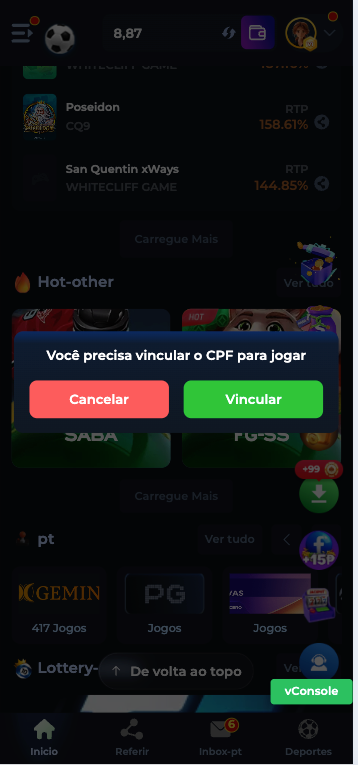 8,87
WHITECLIFF GAME
Poseidon
CQ9
RTP
158.61%
San Quentin xWays
WHITECLIFF GAME
RTP
144.85%
Carregue Mais
Hot-other
Ver tudo
HOT
Você precisa vincular o CPF para jogar
Cancelar
Vincular
SABA
FG-SS
+99
Carregue Mais
pt
Ver tudo
+15P
GEMIN
PG
417 Jogos
Jogos
Jogos
Lottery-
De volta ao topo
Ve
vConsole
6
Início
Referir
Inbox-pt
Deportes